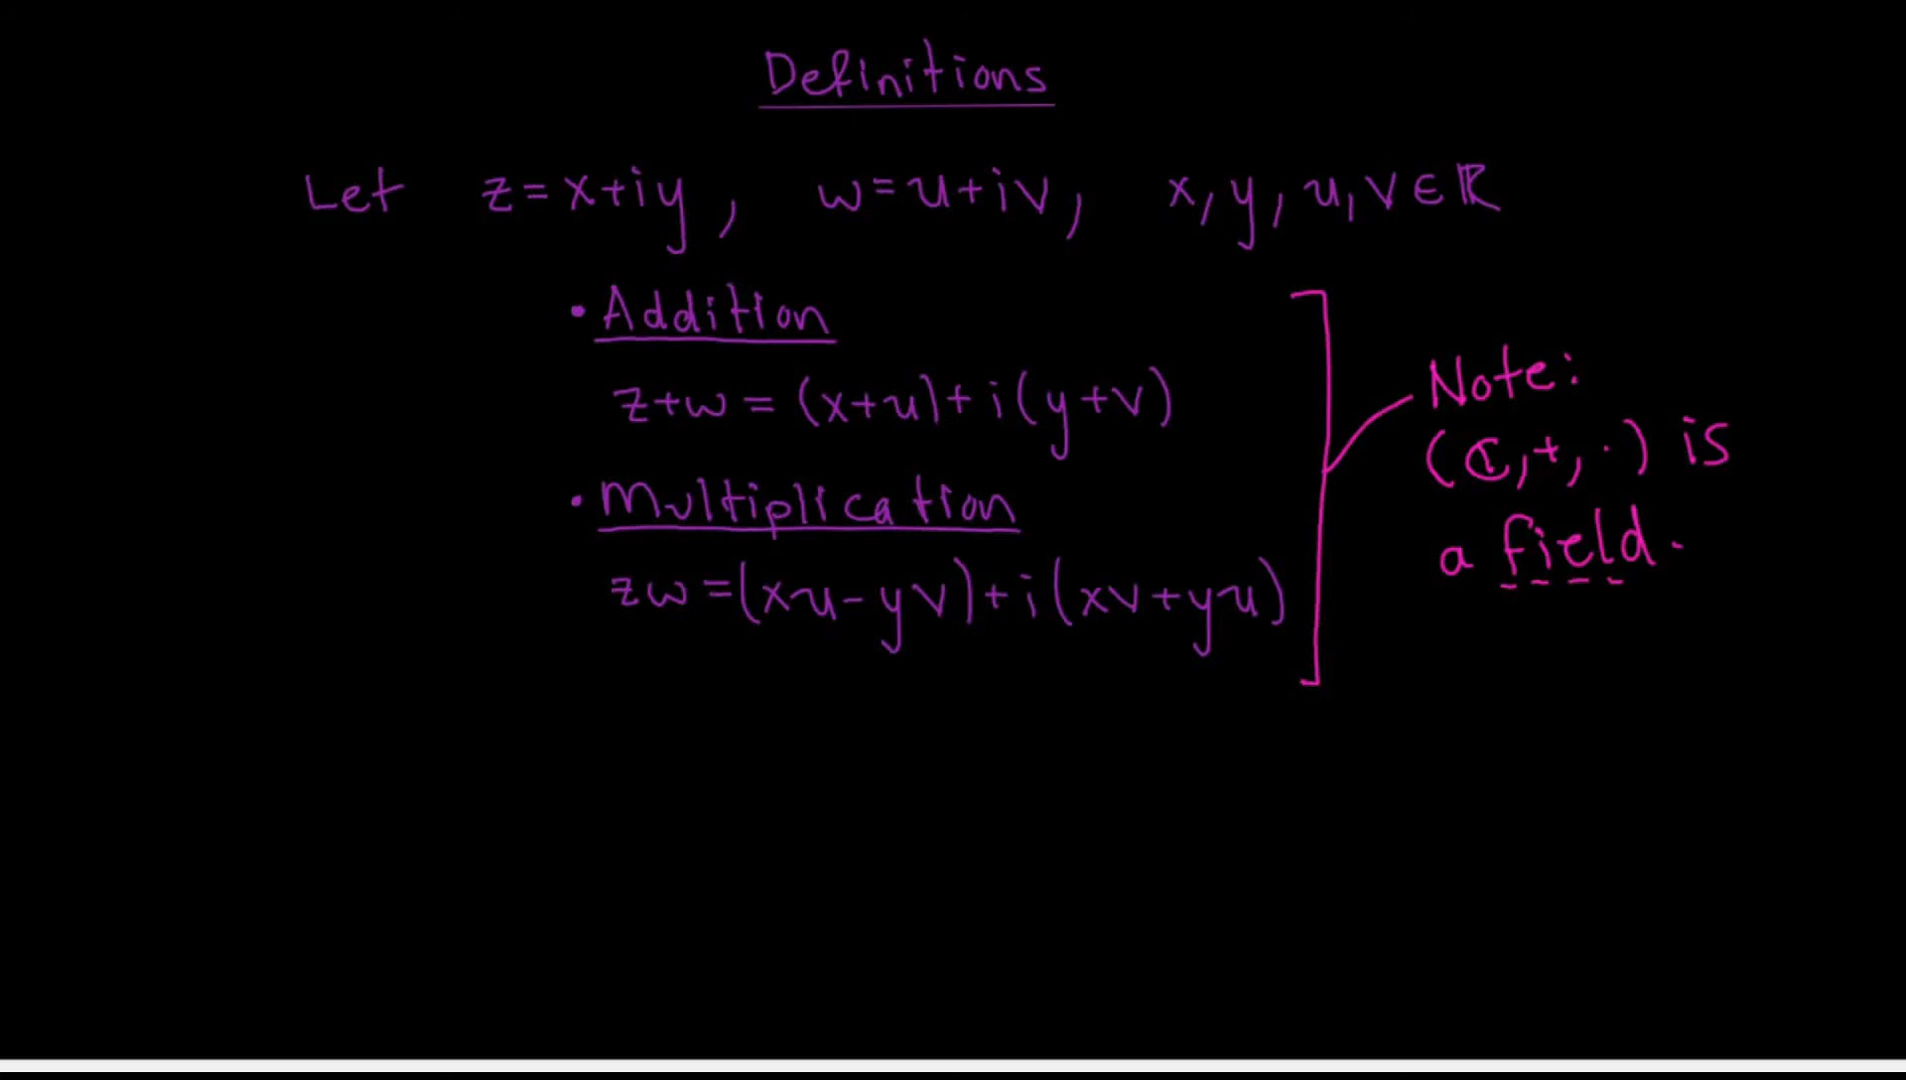 Definitions
Let z=x+iy, w=u+iv, x,y,u,v∈ℝ
• Addition
z+w = (x+u)+i(y+v)
• Multiplication
zw=(xu-yv)+i(xv+yu)
Note:
(ℂ,+,·) is
a field.